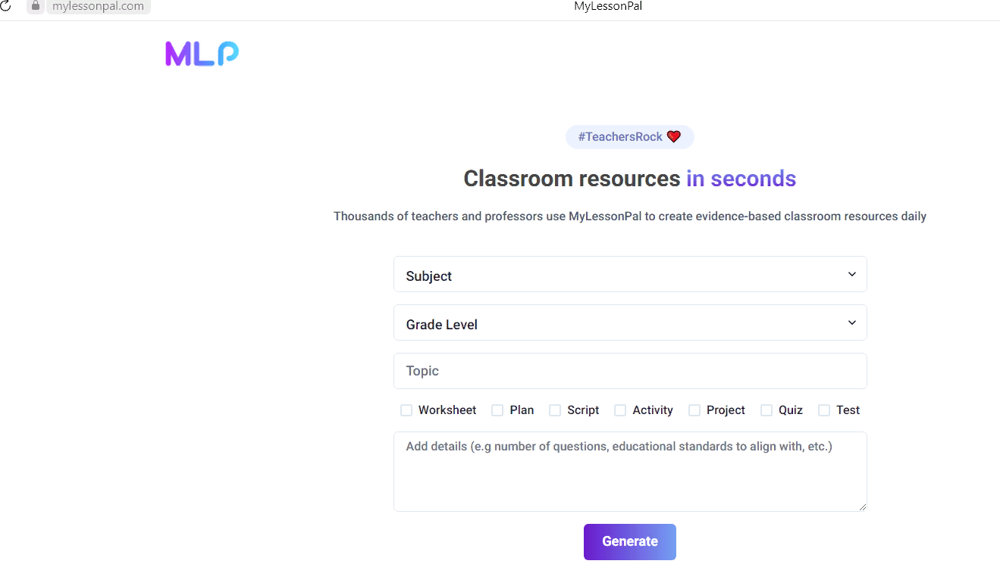 mylessonpal.com MyLessonPal
MLP
#TeachersRock
Classroom resources in seconds
Thousands of teachers and professors use MyLessonPal to create evidence-based classroom resources daily
Subject
Grade Level
Topic
Worksheet Plan Script Activity Project Quiz Test
Add details (e.g number of questions, educational standards to align with, etc.)
Generate